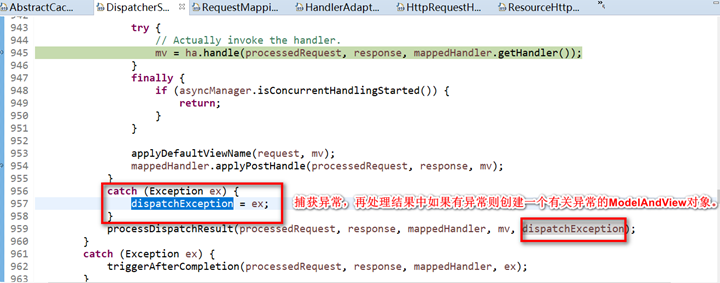 AbstractCac... DispatcherS... RequestMappi... HandlerAdapt... HttpRequestH... ResourceHttp... »
943 try {
944 // Actually invoke the handler.
945 mv = ha.handle(processedRequest, response, mappedHandler.getHandler());
946 }
947 finally {
948 if (asyncManager.isConcurrentHandlingStarted()) {
949 return;
950 }
951 }
952
953 applyDefaultViewName(request, mv);
954 mappedHandler.applyPostHandle(processedRequest, response, mv);
955 }
956 catch (Exception ex) {
957 dispatchException = ex; 捕获异常，再处理结果中如果有异常则创建一个有关异常的ModelAndView对象。
958 }
959 processDispatchResult(processedRequest, response, mappedHandler, mv, dispatchException);
960 }
961 catch (Exception ex) {
962 triggerAfterCompletion(processedRequest, response, mappedHandler, ex);
963 }